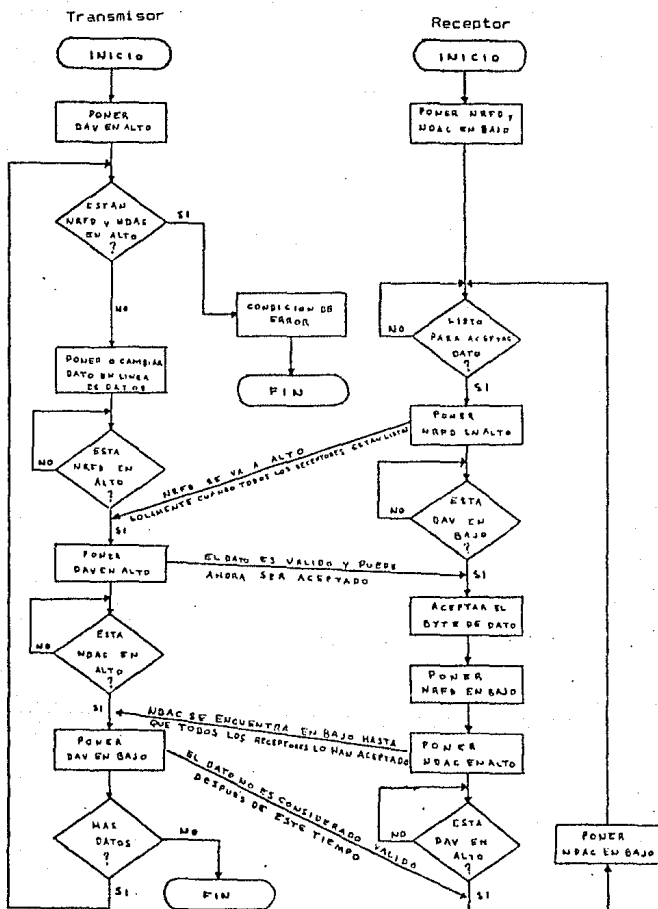 Transmisor
INICIO
PONER
DAV EN ALTO
ESTAN
NRFD y NDAC
EN ALTO
?
SI
NO
CONDICION DE
ERROR
FIN
PONER O CAMBIAR
DATO EN LINEA
DE DATOS
ESTA
NRFD EN
ALTO
?
NO
SI
PONER
DAV EN ALTO
ESTA
NDAC EN
ALTO
?
NO
SI
PONER
DAV EN BAJO
MAS
DATOS
?
NO
SI
FIN
NRFD SE VA A ALTO
SOLAMENTE CUANDO TODOS LOS RECEPTORES ESTAN LISTOS
EL DATO ES VALIDO Y PUEDE
AHORA SER ACEPTADO
NDAC SE ENCUENTRA EN BAJO HASTA
QUE TODOS LOS RECEPTORES LO HAN ACEPTADO
EL DATO NO ES CONSIDERADO VALIDO
DESPUES DE ESTE TIEMPO
Receptor
INICIO
PONER NRFD y
NDAC EN BAJO
LISTO
PARA ACEPTAR
DATO
?
NO
SI
PONER
NRFD EN ALTO
ESTA
DAV EN
BAJO
?
NO
SI
ACEPTAR EL
BYTE DE DATO
PONER
NRFD EN BAJO
PONER
NDAC EN ALTO
ESTA
DAV EN
ALTO
?
NO
SI
PONER
NDAC EN BAJO